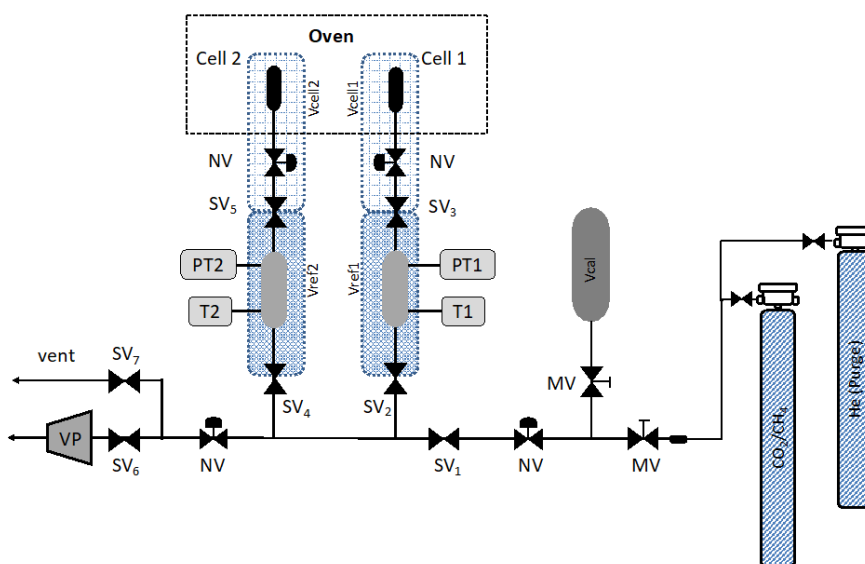 Oven
Cell 2
Cell 1
Vcell2
Vcell1
NV
NV
SV5
SV3
PT2
Vref2
Vref1
PT1
T2
T1
Vcal
He (Purge)
CO2/CH4
vent
SV7
SV4
SV2
MV
VP
SV6
NV
SV1
NV
MV